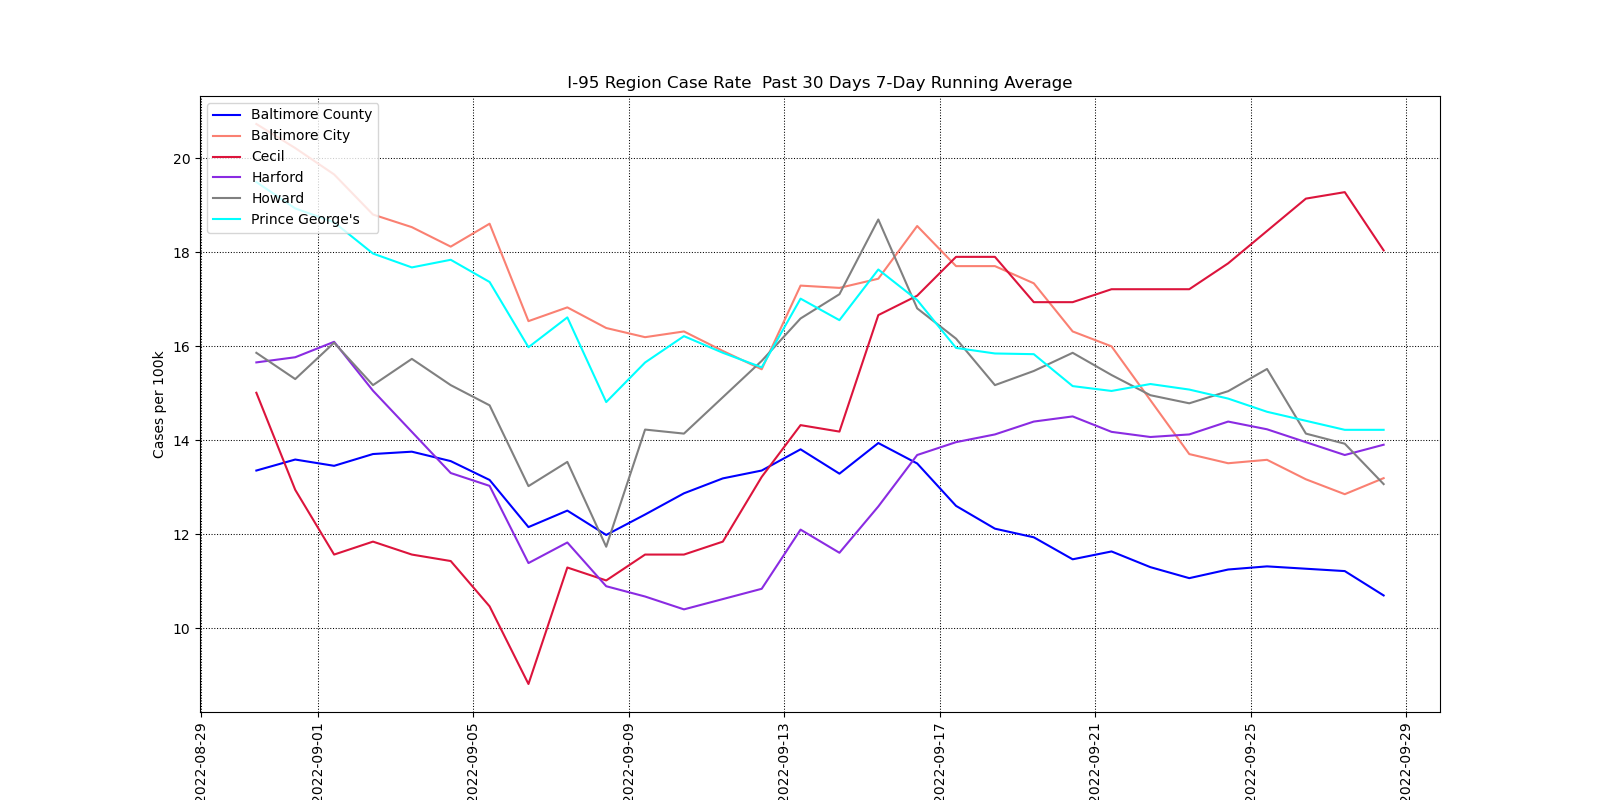 I-95 Region Case Rate  Past 30 Days 7-Day Running Average
Baltimore County
Baltimore City
Cecil
Harford
Howard
Prince George's
Cases per 100k
20
18
16
14
12
10
2022-08-29
2022-09-01
2022-09-05
2022-09-09
2022-09-13
2022-09-17
2022-09-21
2022-09-25
2022-09-29